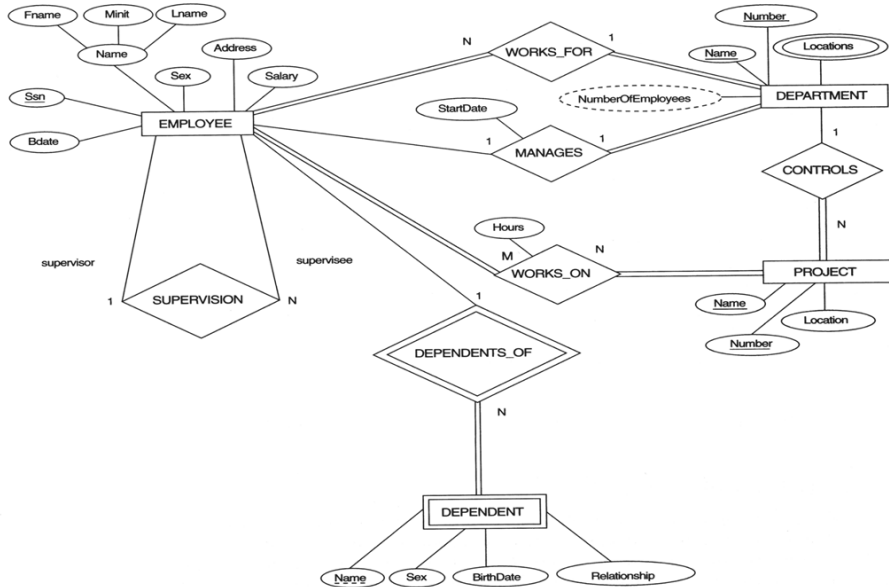 Fname
Minit
Lname
Number
N
1
Name
Address
WORKS_FOR
Name
Locations
Sex
Salary
Ssn
NumberOfEmployees
DEPARTMENT
StartDate
EMPLOYEE
1
Bdate
1
1
MANAGES
CONTROLS
Hours
N
supervisor
supervisee
M
N
WORKS_ON
PROJECT
1
SUPERVISION
N
1
Name
Location
Number
DEPENDENTS_OF
N
DEPENDENT
Name
Sex
BirthDate
Relationship